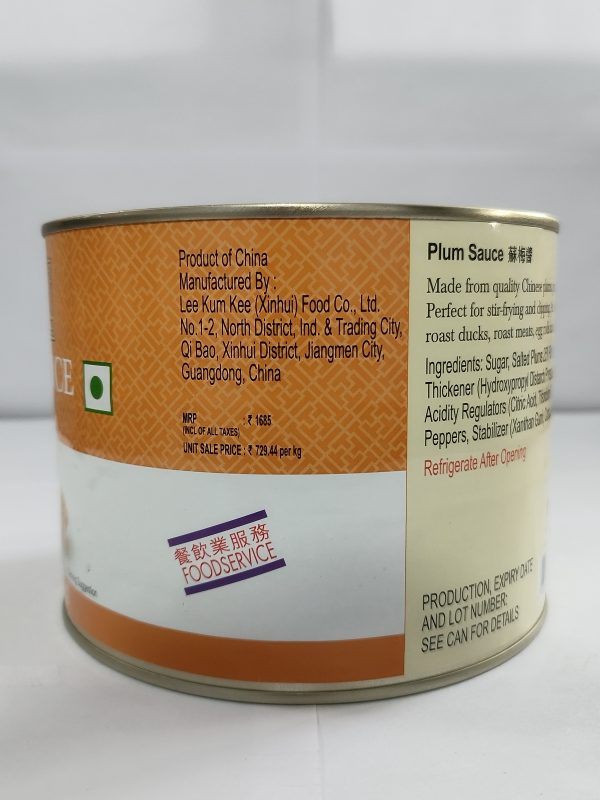 CE
Product of China
Manufactured By :
Lee Kum Kee (Xinhui) Food Co., Ltd.
No.1-2, North District, Ind. & Trading City,
Qi Bao, Xinhui District, Jiangmen City,
Guangdong, China
MRP : ₹ 1685
(INCL OF ALL TAXES)
UNIT SALE PRICE : ₹ 729.44 per kg
餐飲業服務
FOODSERVICE
Suggestion
Plum Sauce 蘇梅醬
Made from quality Chinese
Perfect for stir-frying and
roast ducks, roast meats, egg
Ingredients: Sugar, Salted Plums,
Thickener (Hydroxypropyl Distarch
Acidity Regulators (Citric Acid,
Peppers, Stabilizer (Xanthan Gum),
Refrigerate After Opening
PRODUCTION, EXPIRY DATE
AND LOT NUMBER:
SEE CAN FOR DETAILS